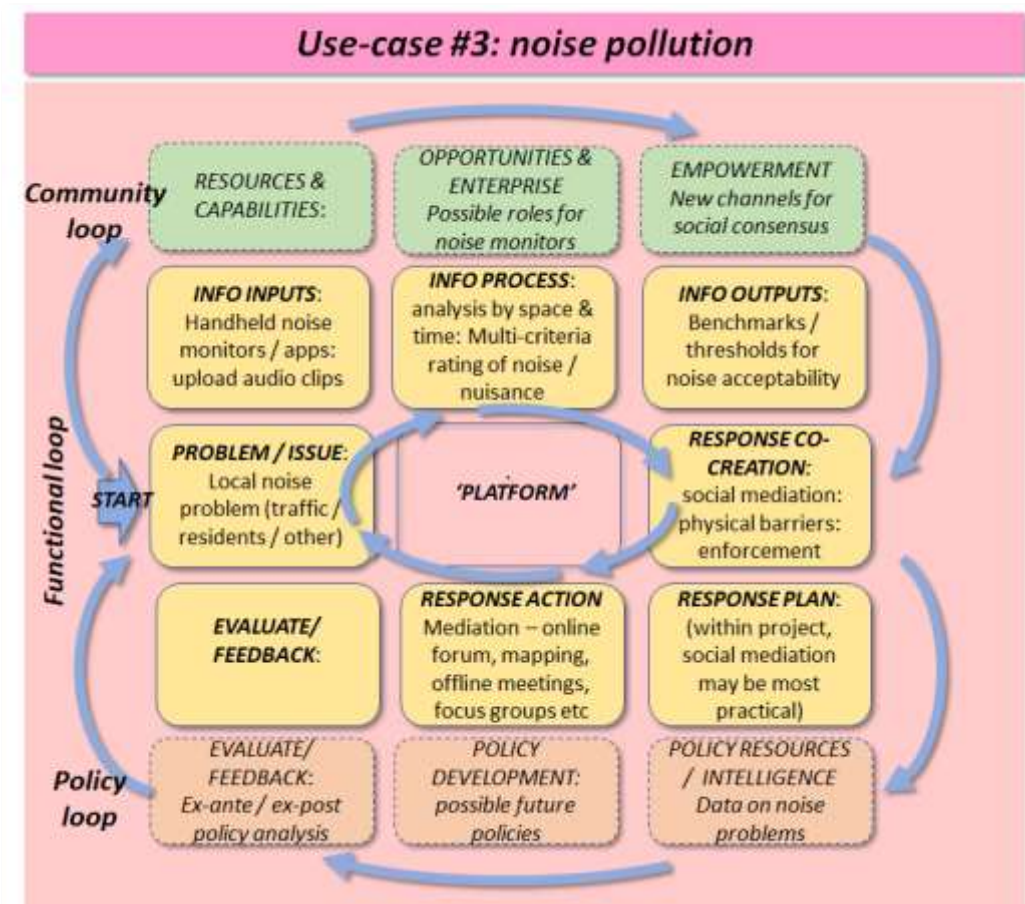 Use-case #3: noise pollution
Community
loop
RESOURCES &
CAPABILITIES:
OPPORTUNITIES &
ENTERPRISE
Possible roles for
noise monitors
EMPOWERMENT
New channels for
social consensus
INFO INPUTS:
Handheld noise
monitors / apps:
upload audio clips
INFO PROCESS:
analysis by space &
time: Multi-criteria
rating of noise /
nuisance
INFO OUTPUTS:
Benchmarks /
thresholds for
noise acceptability
Functional loop
START
PROBLEM / ISSUE:
Local noise
problem (traffic /
residents / other)
'PLATFORM'
RESPONSE CO-
CREATION:
social mediation:
physical barriers:
enforcement
EVALUATE/
FEEDBACK:
RESPONSE ACTION
Mediation – online
forum, mapping,
offline meetings,
focus groups etc
RESPONSE PLAN:
(within project,
social mediation
may be most
practical)
Policy
loop
EVALUATE/
FEEDBACK:
Ex-ante / ex-post
policy analysis
POLICY
DEVELOPMENT:
possible future
policies
POLICY RESOURCES
/ INTELLIGENCE
Data on noise
problems